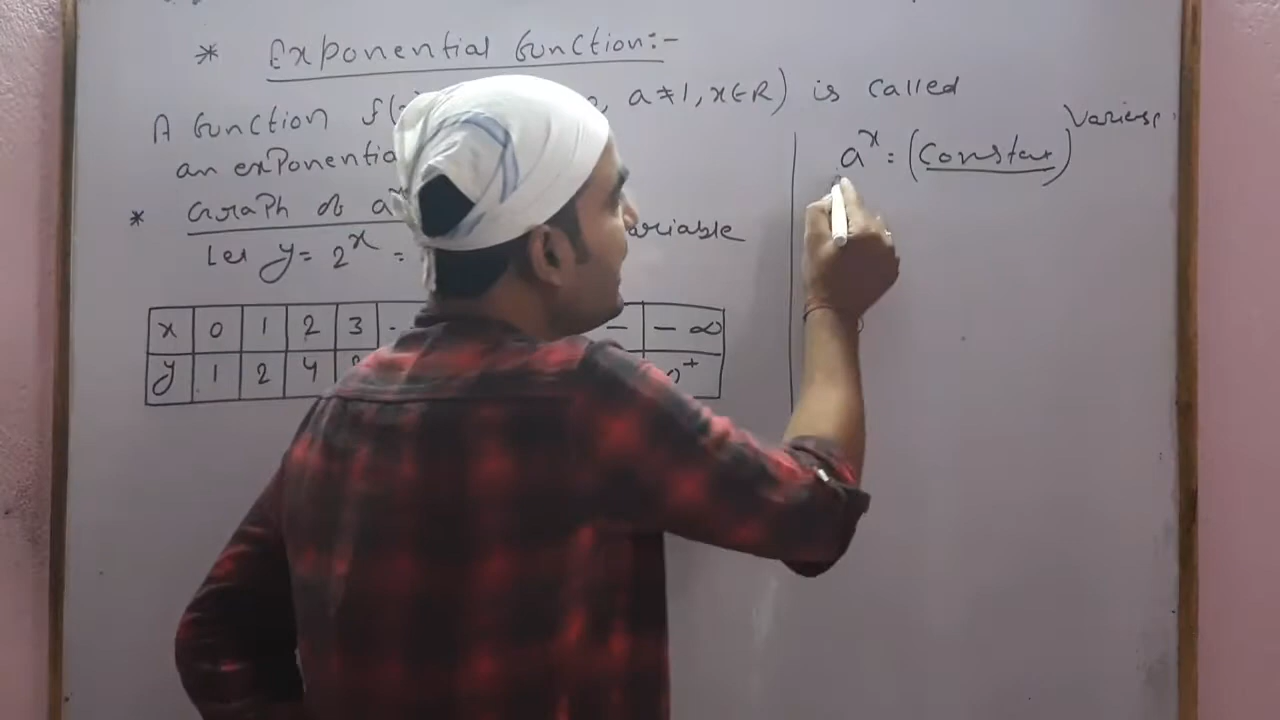 * Exponential function:-
A function f( , a≠1, x∈R) is called
an exponentia
* Graph of a
Let y = 2^x = ariable
x 0 1 2 3 - ∞
y 1 2 4 0+
a^x = (Constant)